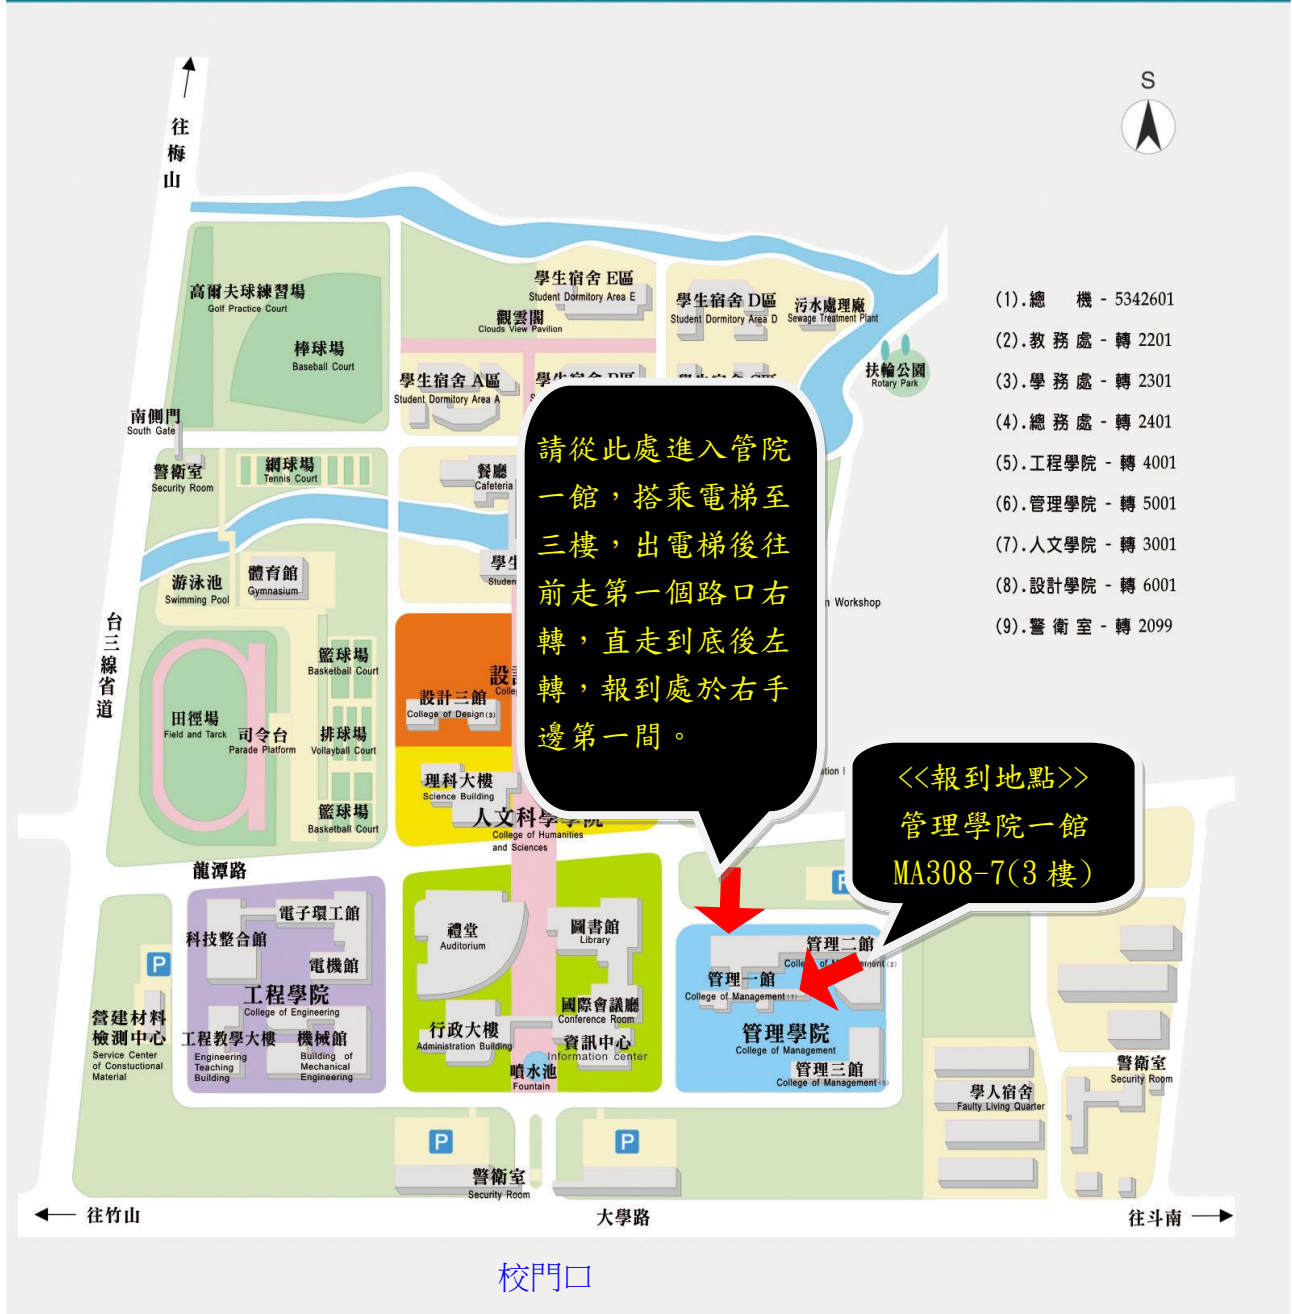 S
往梅山
高爾夫球練習場
Golf Practice Court
棒球場
Baseball Court
學生宿舍 E區
Student Dormitory Area E
觀雲閣
Clouds View Pavilion
學生宿舍 D區
Student Dormitory Area D
污水處理廠
Sewage Treatment Plant
扶輪公園
Rotary Park
學生宿舍 A區
Student Dormitory Area A
(1).總 機 - 5342601
(2).教 務 處 - 轉 2201
(3).學 務 處 - 轉 2301
(4).總 務 處 - 轉 2401
(5).工程學院 - 轉 4001
(6).管理學院 - 轉 5001
(7).人文學院 - 轉 3001
(8).設計學院 - 轉 6001
(9).警 衛 室 - 轉 2099
南側門
South Gate
警衛室
Security Room
網球場
Tennis Court
餐廳
Cafeteria
請從此處進入管院
一館，搭乘電梯至
三樓，出電梯後往
前走第一個路口右
轉，直走到底後左
轉，報到處於右手
邊第一間。
游泳池
Swimming Pool
體育館
Gymnasium
學生
Studen
n Workshop
台三線省道
籃球場
Basketball Court
設
設計三館
College of Design(3)
田徑場
Field and Tarck
司令台
Parade Platform
排球場
Vollayball Court
理科大樓
Science Building
籃球場
Basketball Court
人文科學學院
College of Humanities
and Sciences
<<報到地點>>
管理學院一館
MA308-7(3 樓)
龍潭路
P
電子環工館
科技整合館
電機館
工程學院
College of Engineering
工程教學大樓
Engineering
Teaching
Building
機械館
Building of
Mechanical
Engineering
禮堂
Auditorium
圖書館
Library
國際會議廳
Conference Room
行政大樓
Administration Building
資訊中心
Information center
噴水池
Fountain
管理二館
College of Management(2)
管理一館
College of Management(1)
管理學院
College of Management
管理三館
College of Management
P
營建材料
檢測中心
Service Center
of Constuctional
Material
學人宿舍
Faulty Living Quarter
警衛室
Security Room
P
P
警衛室
Security Room
往竹山
大學路
往斗南
校門口